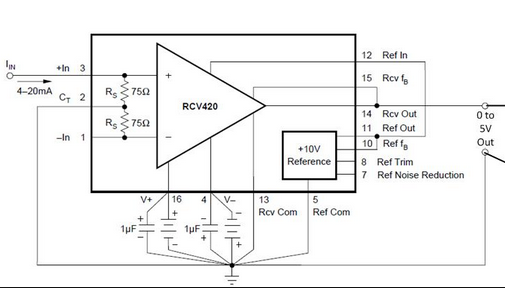 I_IN
+In 3
4–20mA
C_T 2
R_S 75Ω
R_S 75Ω
–In 1
RCV420
+10V
Reference
12 Ref In
15 Rcv f_B
14 Rcv Out
11 Ref Out
10 Ref f_B
8 Ref Trim
7 Ref Noise Reduction
0 to
5V
Out
V+ 16
4 V–
13
Rcv Com
5
Ref Com
+ + + –
1µF 1µF
– – – +
+
–